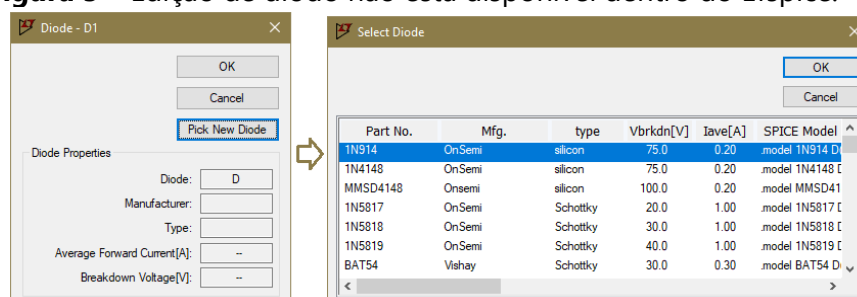 Diode - D1
OK
Cancel
Pick New Diode
Diode Properties
Diode: D
Manufacturer:
Type:
Average Forward Current[A]: --
Breakdown Voltage[V]: --
Select Diode
OK
Cancel
Part No. Mfg. type Vbrkdn[V] Iave[A] SPICE Model
1N914 OnSemi silicon 75.0 0.20 .model 1N914 D(
1N4148 OnSemi silicon 75.0 0.20 .model 1N4148 D
MMSD4148 Onsemi silicon 100.0 0.20 .model MMSD41
1N5817 OnSemi Schottky 20.0 1.00 .model 1N5817 D
1N5818 OnSemi Schottky 30.0 1.00 .model 1N5818 D
1N5819 OnSemi Schottky 40.0 1.00 .model 1N5819 D
BAT54 Vishay Schottky 30.0 0.30 .model BAT54 D(